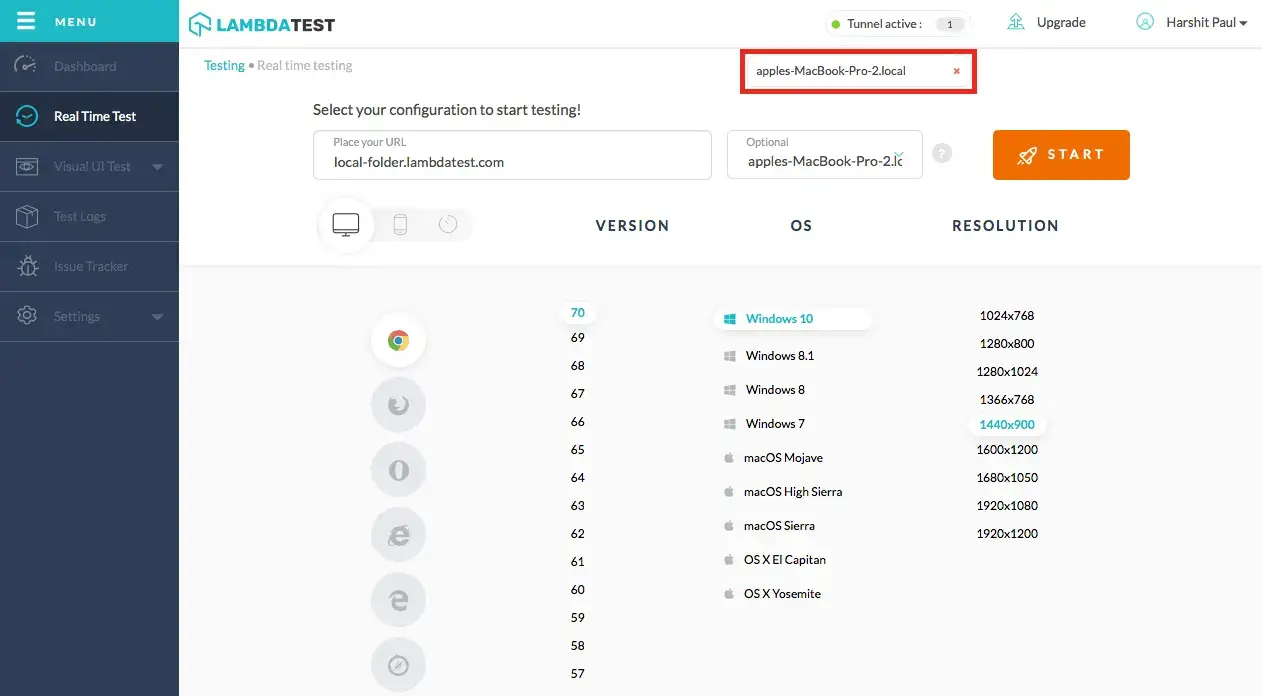 MENU
LAMBDATEST
Tunnel active : 1
Upgrade
Harshit Paul
Dashboard
Real Time Test
Visual UI Test
Test Logs
Issue Tracker
Settings
Testing • Real time testing
apples-MacBook-Pro-2.local ×
Select your configuration to start testing!
Place your URL
local-folder.lambdatest.com
Optional
apples-MacBook-Pro-2.lc
?
START
VERSION
OS
RESOLUTION
70
69
68
67
66
65
64
63
62
61
60
59
58
57
Windows 10
Windows 8.1
Windows 8
Windows 7
macOS Mojave
macOS High Sierra
macOS Sierra
OS X El Capitan
OS X Yosemite
1024x768
1280x800
1280x1024
1366x768
1440x900
1600x1200
1680x1050
1920x1080
1920x1200